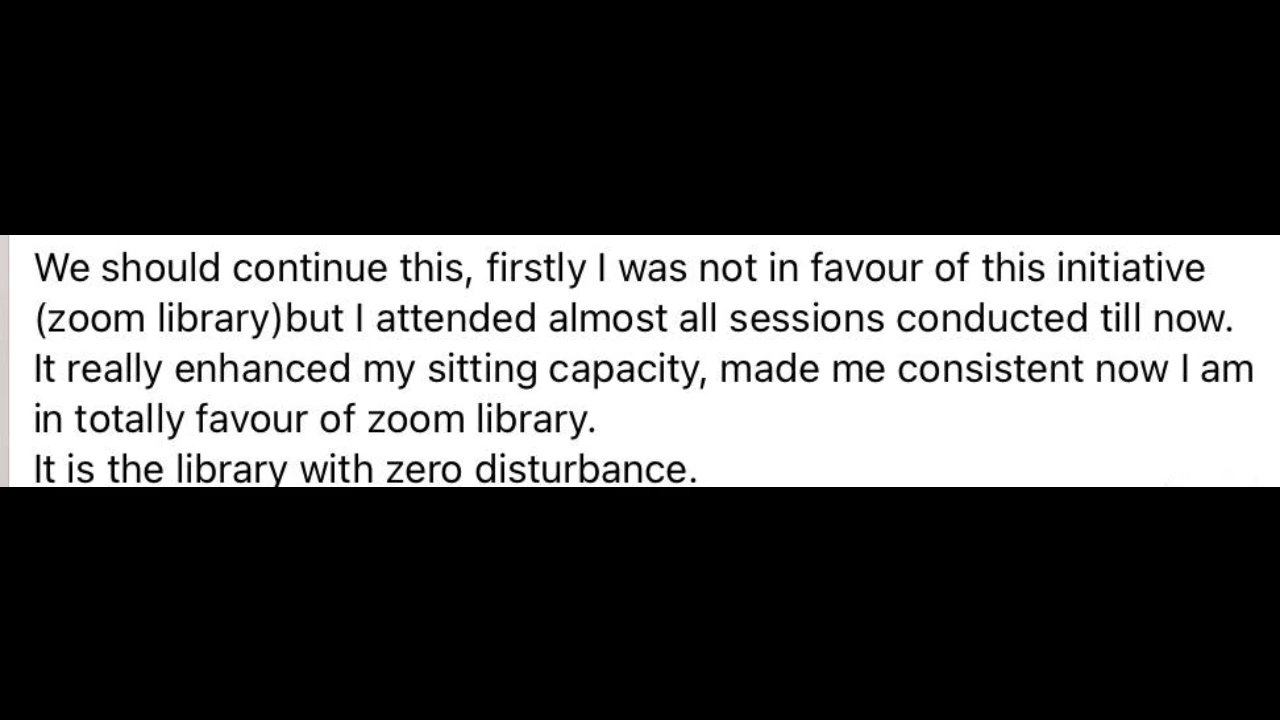 We should continue this, firstly I was not in favour of this initiative
(zoom library)but I attended almost all sessions conducted till now.
It really enhanced my sitting capacity, made me consistent now I am
in totally favour of zoom library.
It is the library with zero disturbance.